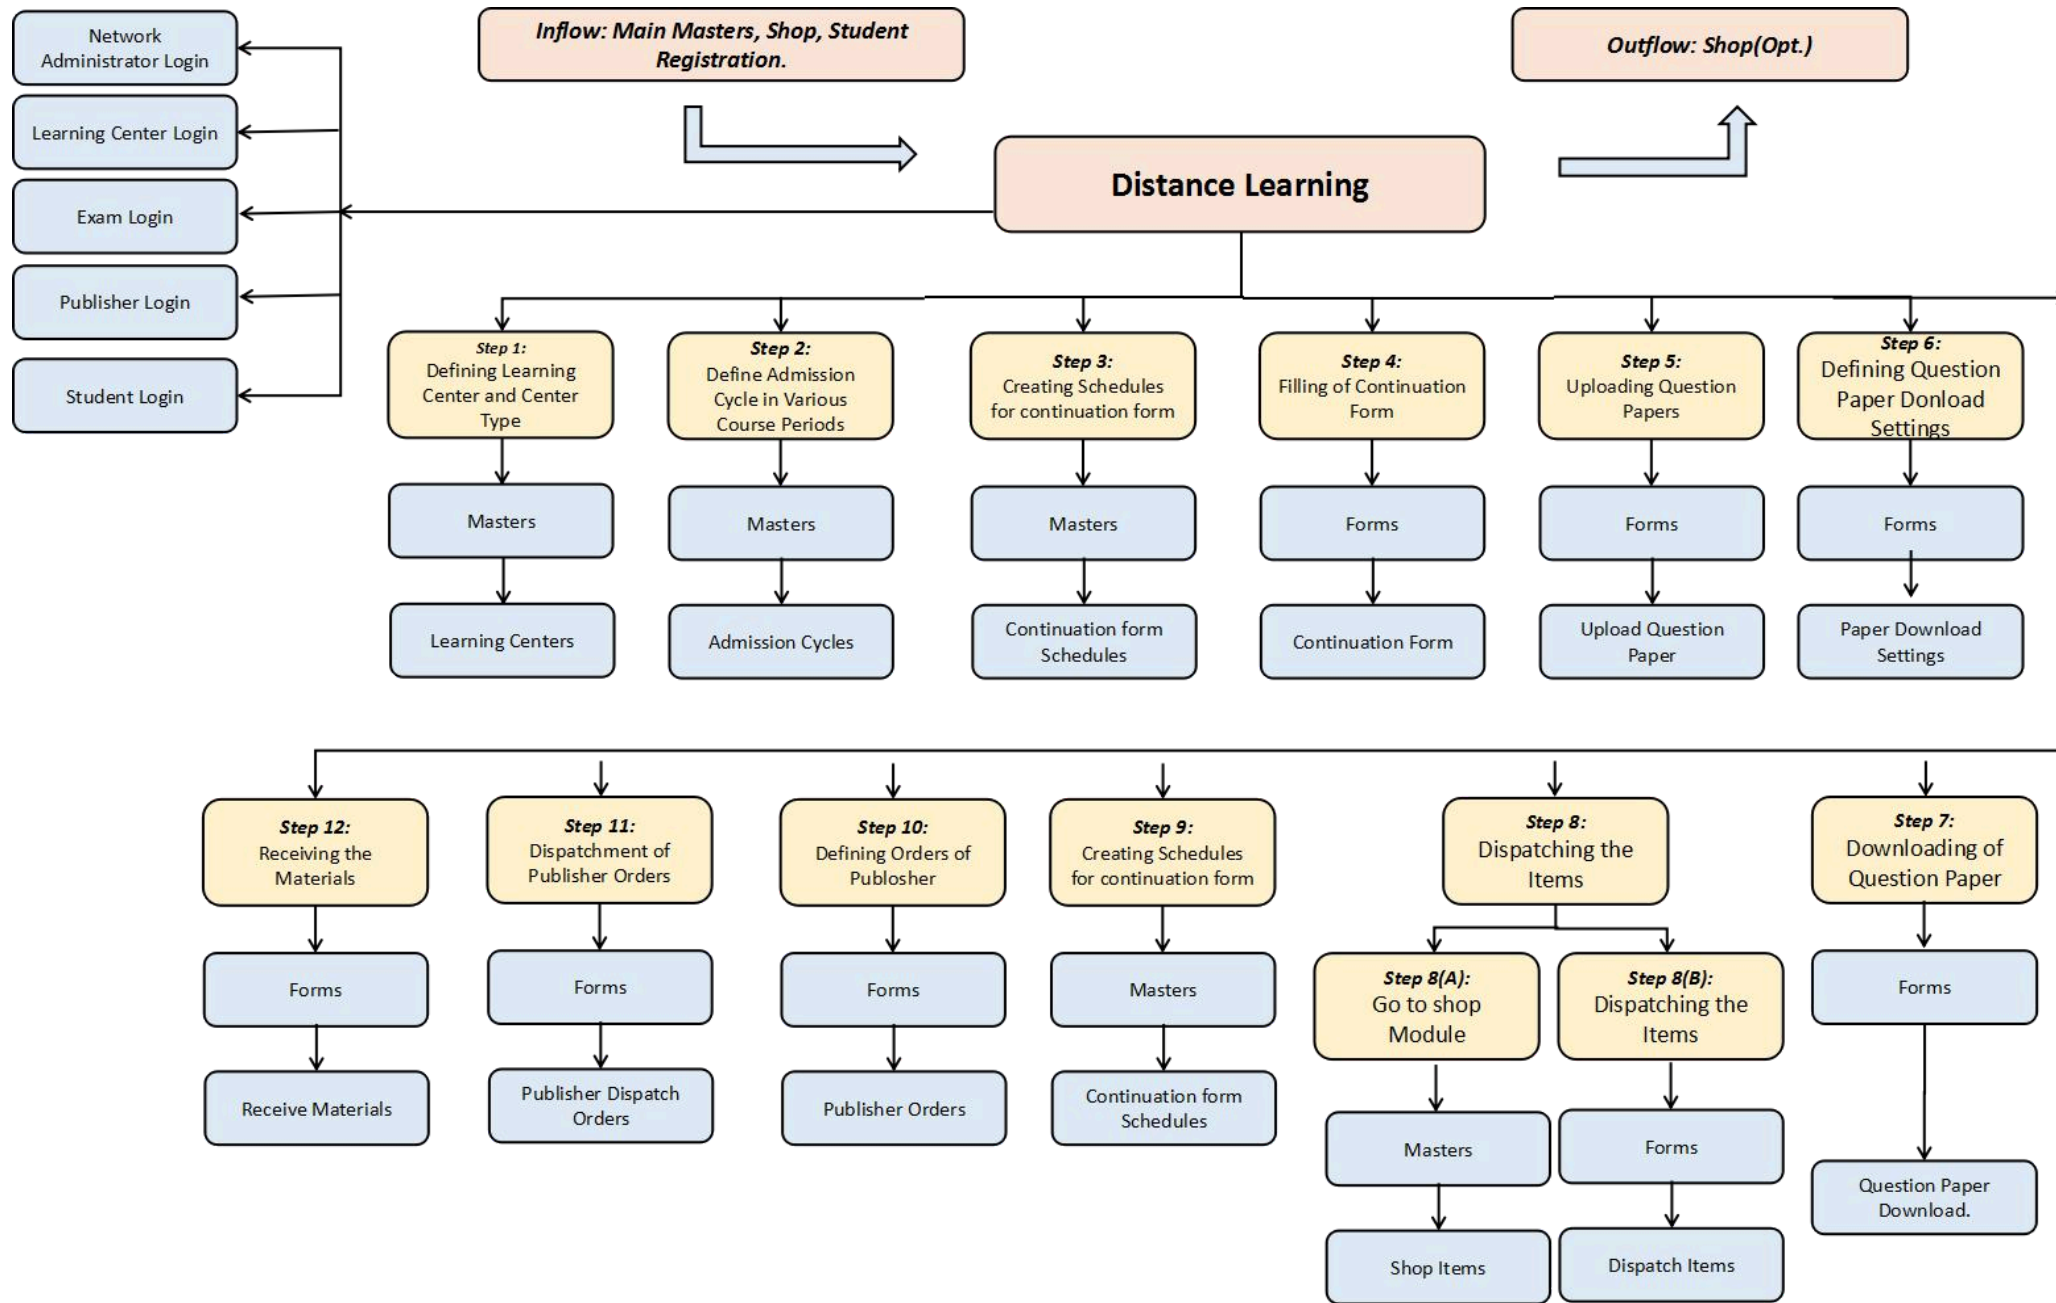 Network
Administrator Login
Learning Center Login
Exam Login
Publisher Login
Student Login
Inflow: Main Masters, Shop, Student
Registration.
Outflow: Shop(Opt.)
Distance Learning
Step 1:
Defining Learning
Center and Center
Type
Masters
Learning Centers
Step 2:
Define Admission
Cycle in Various
Course Periods
Masters
Admission Cycles
Step 3:
Creating Schedules
for continuation form
Masters
Continuation form
Schedules
Step 4:
Filling of Continuation
Form
Forms
Continuation Form
Step 5:
Uploading Question
Papers
Forms
Upload Question
Paper
Step 6:
Defining Question
Paper Donload
Settings
Forms
Paper Download
Settings
Step 12:
Receiving the
Materials
Forms
Receive Materials
Step 11:
Dispatchment of
Publisher Orders
Forms
Publisher Dispatch
Orders
Step 10:
Defining Orders of
Publosher
Forms
Publisher Orders
Step 9:
Creating Schedules
for continuation form
Masters
Continuation form
Schedules
Step 8:
Dispatching the
Items
Step 8(A):
Go to shop
Module
Masters
Shop Items
Step 8(B):
Dispatching the
Items
Forms
Dispatch Items
Step 7:
Downloading of
Question Paper
Forms
Question Paper
Download.